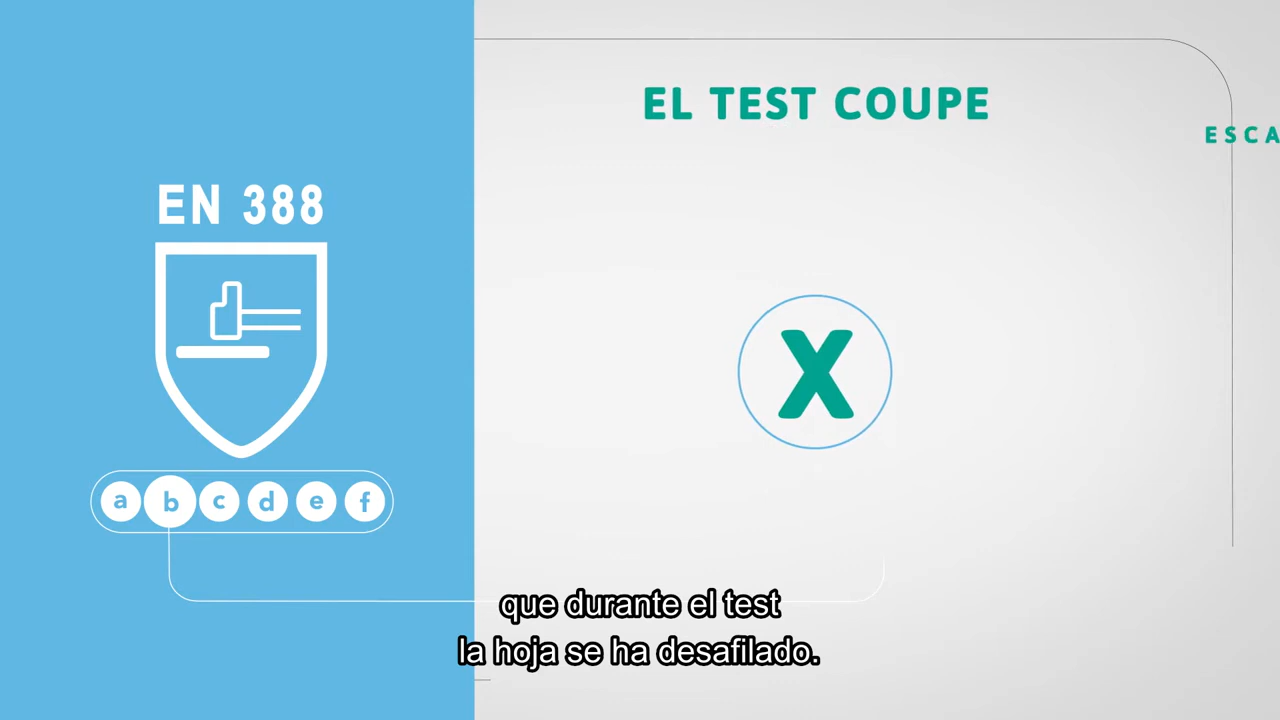 EL TEST COUPE
ESCA
EN 388
X
a b c d e f
que durante el test
la hoja se ha desafilado.